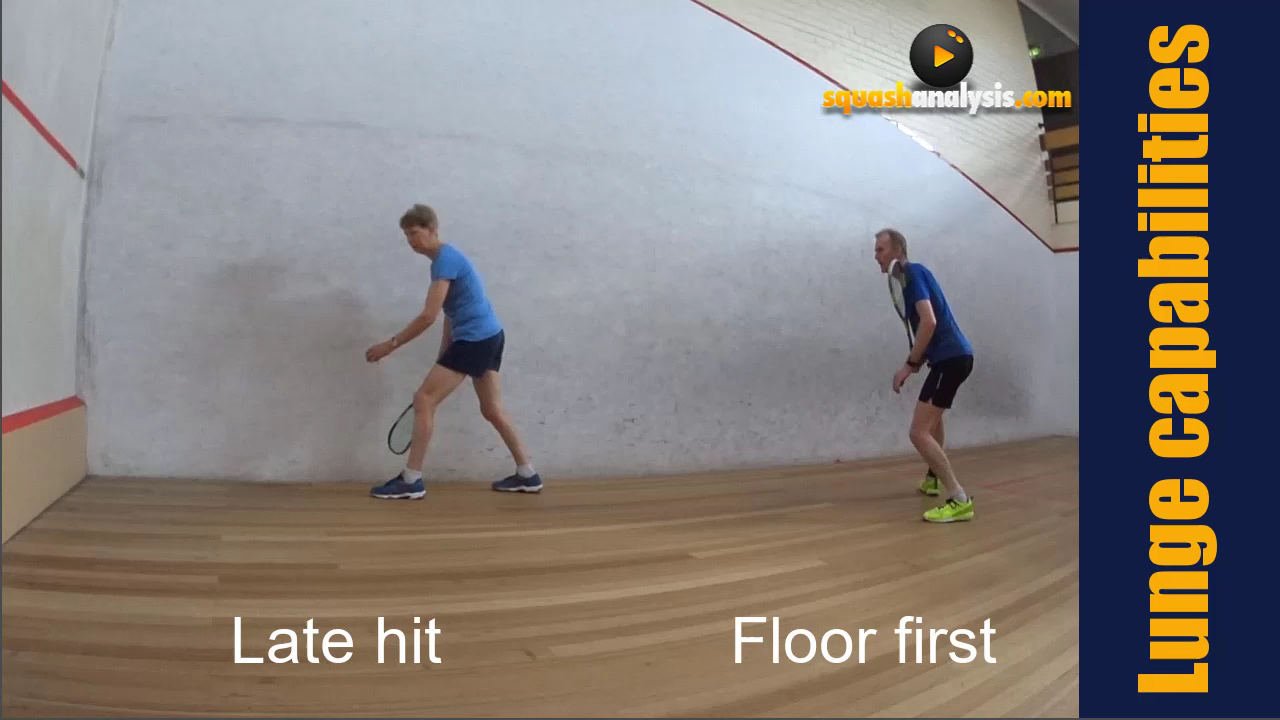 squashanalysis.com
Lunge capabilities
Late hit
Floor first